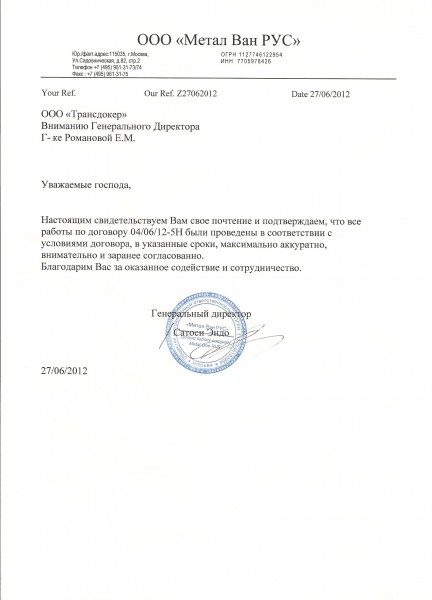 ООО «Метал Ван РУС»
Юр./факт.адрес:115035, г.Москва,
Ул.Садовническая, д.82, стр.2
Телефон +7 (495) 961-31-73/74
Факс : +7 (495) 961-31-75
ОГРН 1127746122954
ИНН 7705978426
Your Ref. Our Ref. Z27062012 Date 27/06/2012
ООО «Трансдокер»
Вниманию Генерального Директора
Г- ке Романовой Е.М.
Уважаемые господа,
Настоящим свидетельствуем Вам свое почтение и подтверждаем, что все
работы по договору 04/06/12-5Н были проведены в соответствии с
условиями договора, в указанные сроки, максимально аккуратно,
внимательно и заранее согласованно.
Благодарим Вас за оказанное содействие и сотрудничество.
Генеральный директор
«Метал Ван РУС»
Сатоси Эндо
Metal One RUS
МОСКВА
27/06/2012